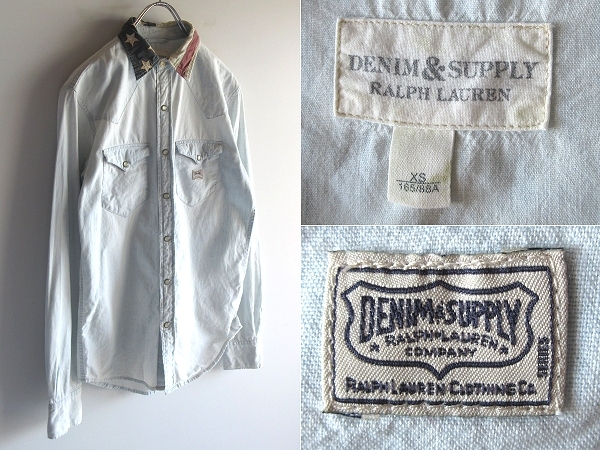 DENIM & SUPPLY
RALPH LAUREN
XS
165/88A
DENIM & SUPPLY
RALPH LAUREN
COMPANY
RALPH LAUREN CLOTHING Co.